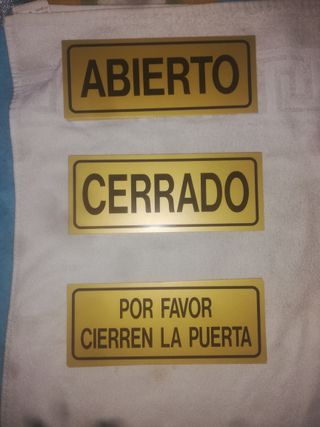 ABIERTO
CERRADO
POR FAVOR
CIERREN LA PUERTA